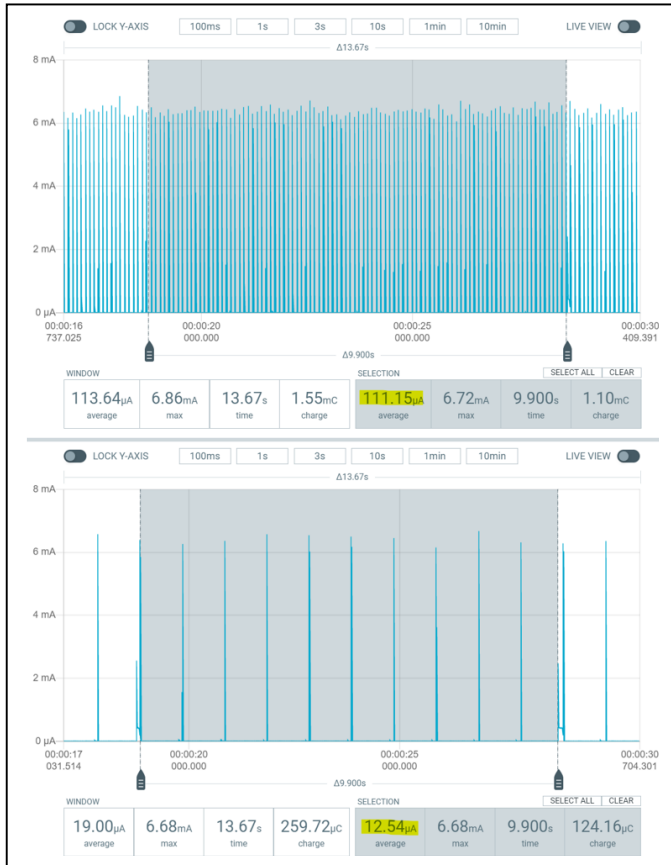 LOCK Y-AXIS 100ms 1s 3s 10s 1min 10min LIVE VIEW
Δ13.67s
8 mA
6 mA
4 mA
2 mA
0 µA
00:00:16 00:00:20 00:00:25 00:00:30
737.025 000.000 000.000 409.391
Δ9.900s
WINDOW SELECTION SELECT ALL CLEAR
113.64µA 6.86mA 13.67s 1.55mC 111.15µA 6.72mA 9.900s 1.10mC
average max time charge average max time charge
LOCK Y-AXIS 100ms 1s 3s 10s 1min 10min LIVE VIEW
Δ13.67s
8 mA
6 mA
4 mA
2 mA
0 µA
00:00:17 00:00:20 00:00:25 00:00:30
031.514 000.000 000.000 704.301
Δ9.900s
WINDOW SELECTION SELECT ALL CLEAR
19.00µA 6.68mA 13.67s 259.72µC 12.54µA 6.68mA 9.900s 124.16µC
average max time charge average max time charge